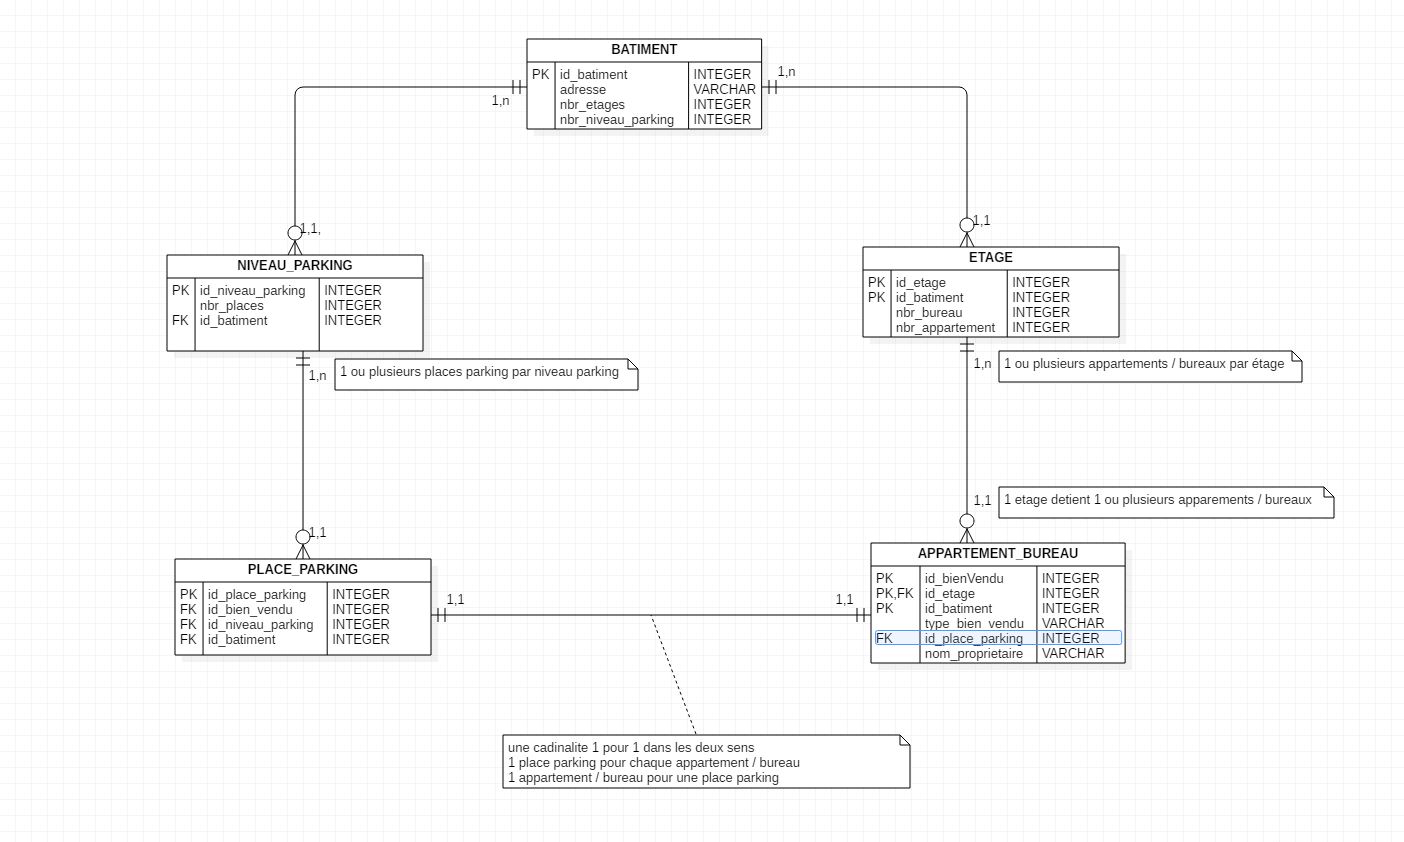 BATIMENT
PK id_batiment INTEGER
adresse VARCHAR
nbr_etages INTEGER
nbr_niveau_parking INTEGER
1,n
1,n
1,1,
1,1
NIVEAU_PARKING
PK id_niveau_parking INTEGER
nbr_places INTEGER
FK id_batiment INTEGER
ETAGE
PK id_etage INTEGER
PK id_batiment INTEGER
nbr_bureau INTEGER
nbr_appartement INTEGER
1,n
1 ou plusieurs places parking par niveau parking
1,n
1 ou plusieurs appartements / bureaux par étage
1,1
1,1
1 etage detient 1 ou plusieurs apparements / bureaux
PLACE_PARKING
PK id_place_parking INTEGER
FK id_bien_vendu INTEGER
FK id_niveau_parking INTEGER
FK id_batiment INTEGER
1,1
1,1
APPARTEMENT_BUREAU
PK id_bienVendu INTEGER
PK,FK id_etage INTEGER
PK id_batiment INTEGER
type_bien_vendu VARCHAR
FK id_place_parking INTEGER
nom_proprietaire VARCHAR
une cadinalite 1 pour 1 dans les deux sens
1 place parking pour chaque appartement / bureau
1 appartement / bureau pour une place parking